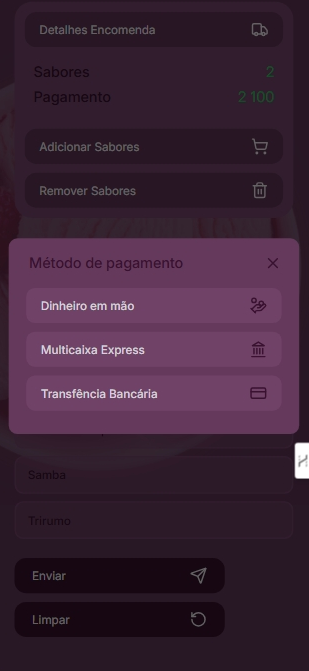 Detalhes Encomenda
Sabores 2
Pagamento 2 100
Adicionar Sabores
Remover Sabores
Método de pagamento
Dinheiro em mão
Multicaixa Express
Transfência Bancária
Samba
Trirumo
Enviar
Limpar